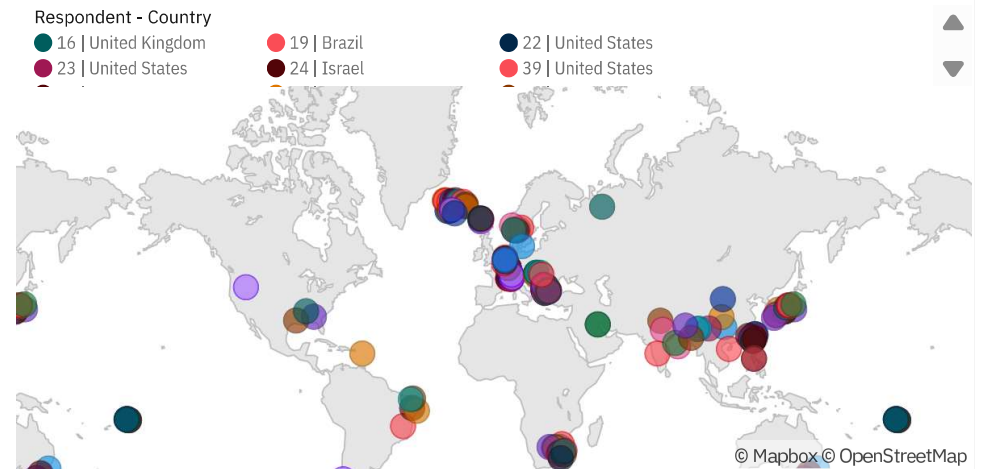 Respondent - Country
16 | United Kingdom
19 | Brazil
22 | United States
23 | United States
24 | Israel
39 | United States
© Mapbox © OpenStreetMap